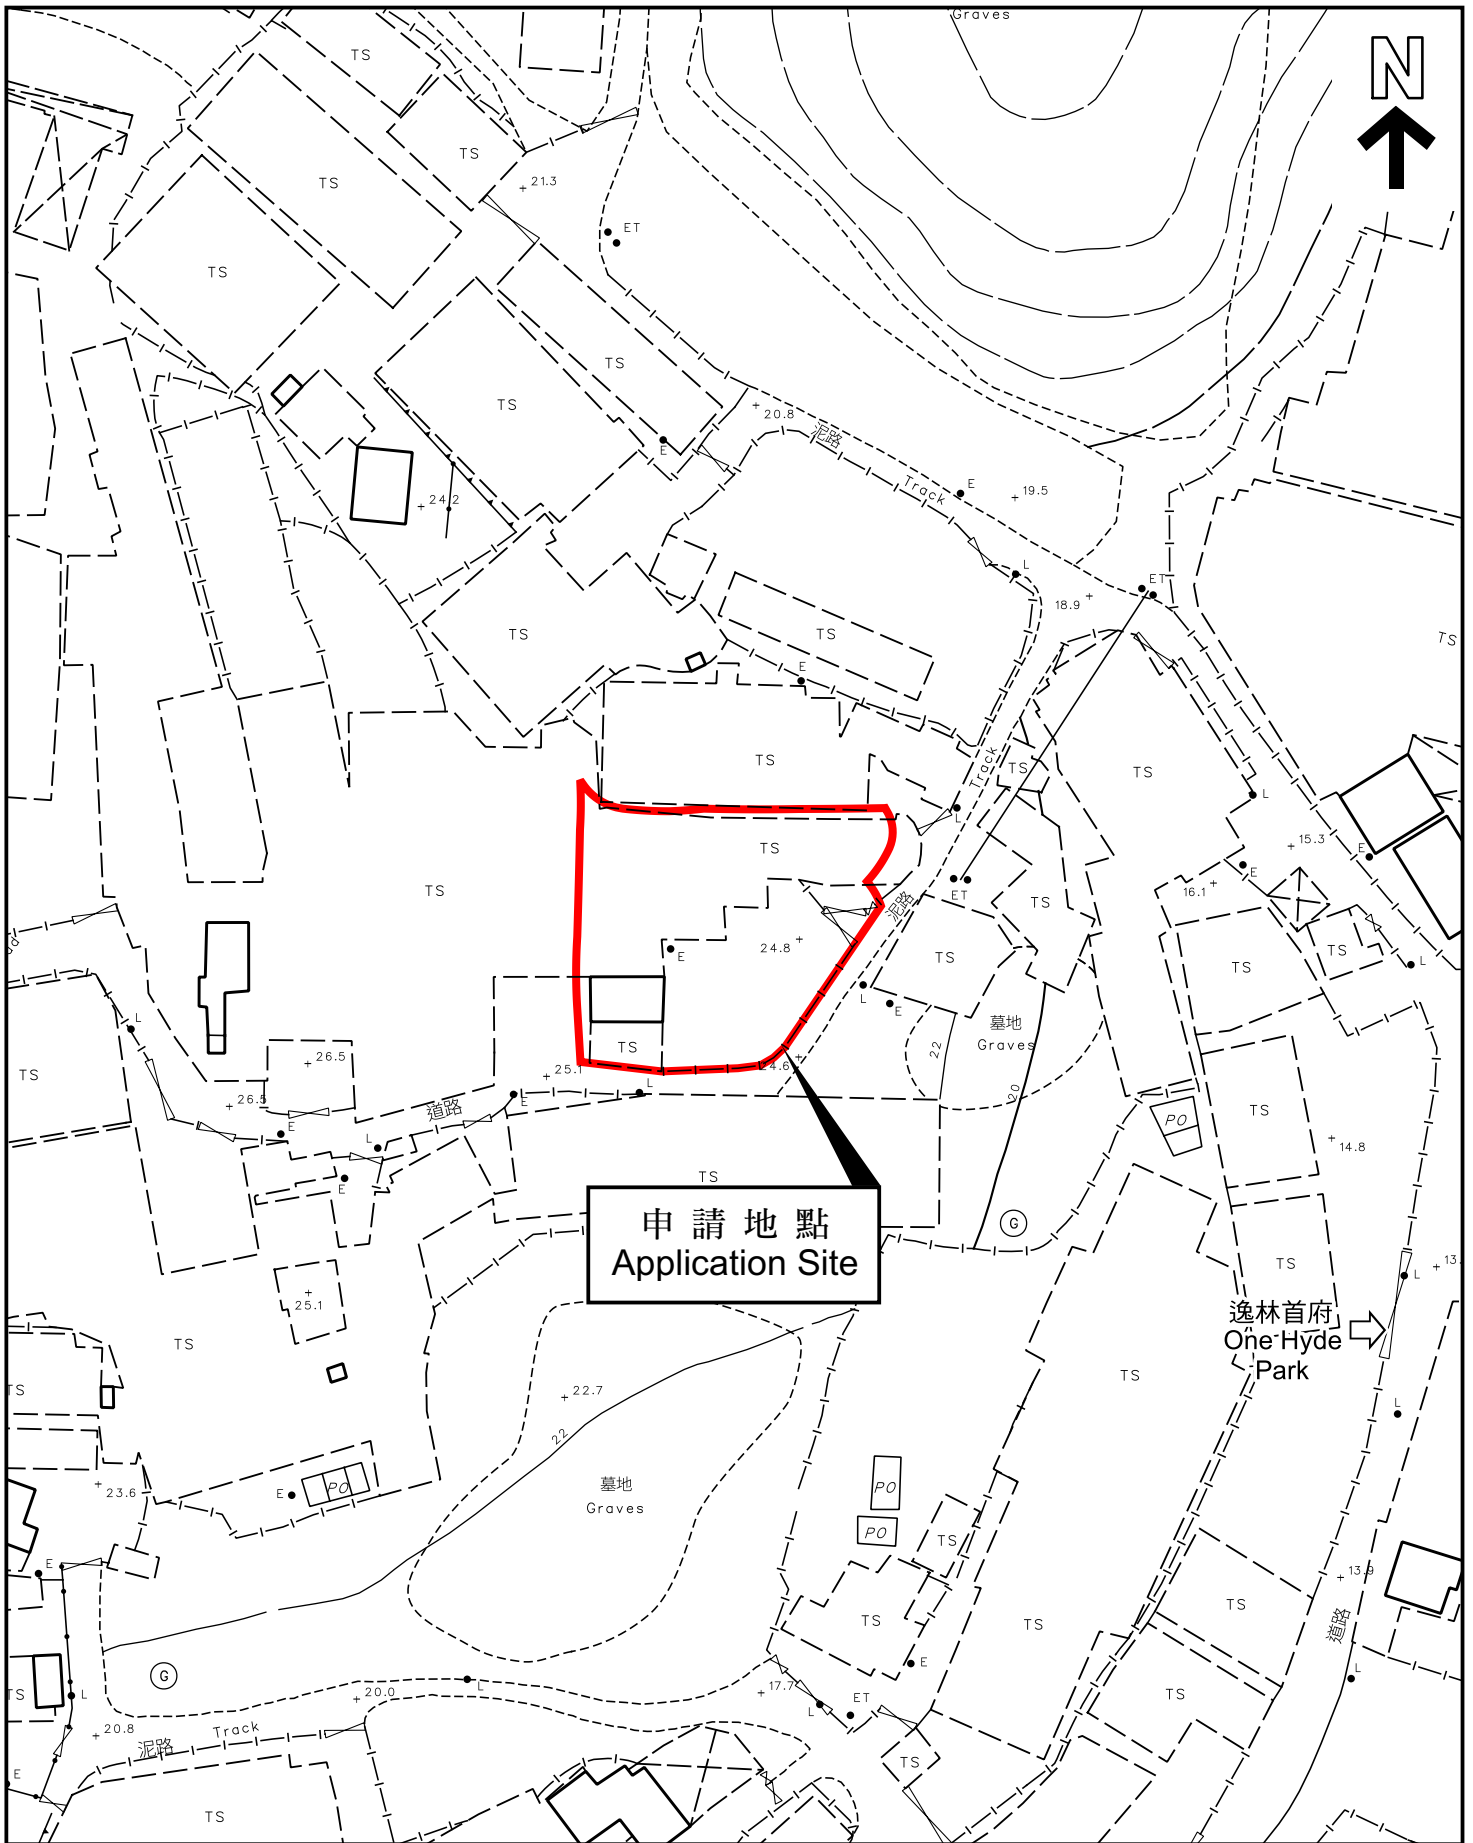 Graves
N
TS
TS
TS
21.3
ET
TS
TS
TS
20.8
泥路
E
Track
E
19.5
24.2
L
ET
18.9
TS
TS
TS
E
TS
Track
TS
TS
L
L
15.3
E
TS
TS
16.1
泥路
ET
TS
24.8
E
TS
TS
TS
L
L
E
墓地
Graves
22
L
TS
26.5
TS
25.1
24.6
20
26.5
道路
E
L
E
L
PO
TS
14.8
E
TS
G
申請地點
Application Site
TS
13.
L
25.1
逸林首府
One Hyde
Park
TS
TS
TS
22.7
L
22
23.6
E
PO
墓地
Graves
PO
PO
TS
E
13.9
TS
道路
TS
TS
E
G
L
L
TS
L
TS
17.7
20.0
L
ET
20.8
Track
泥路
TS
E
TS